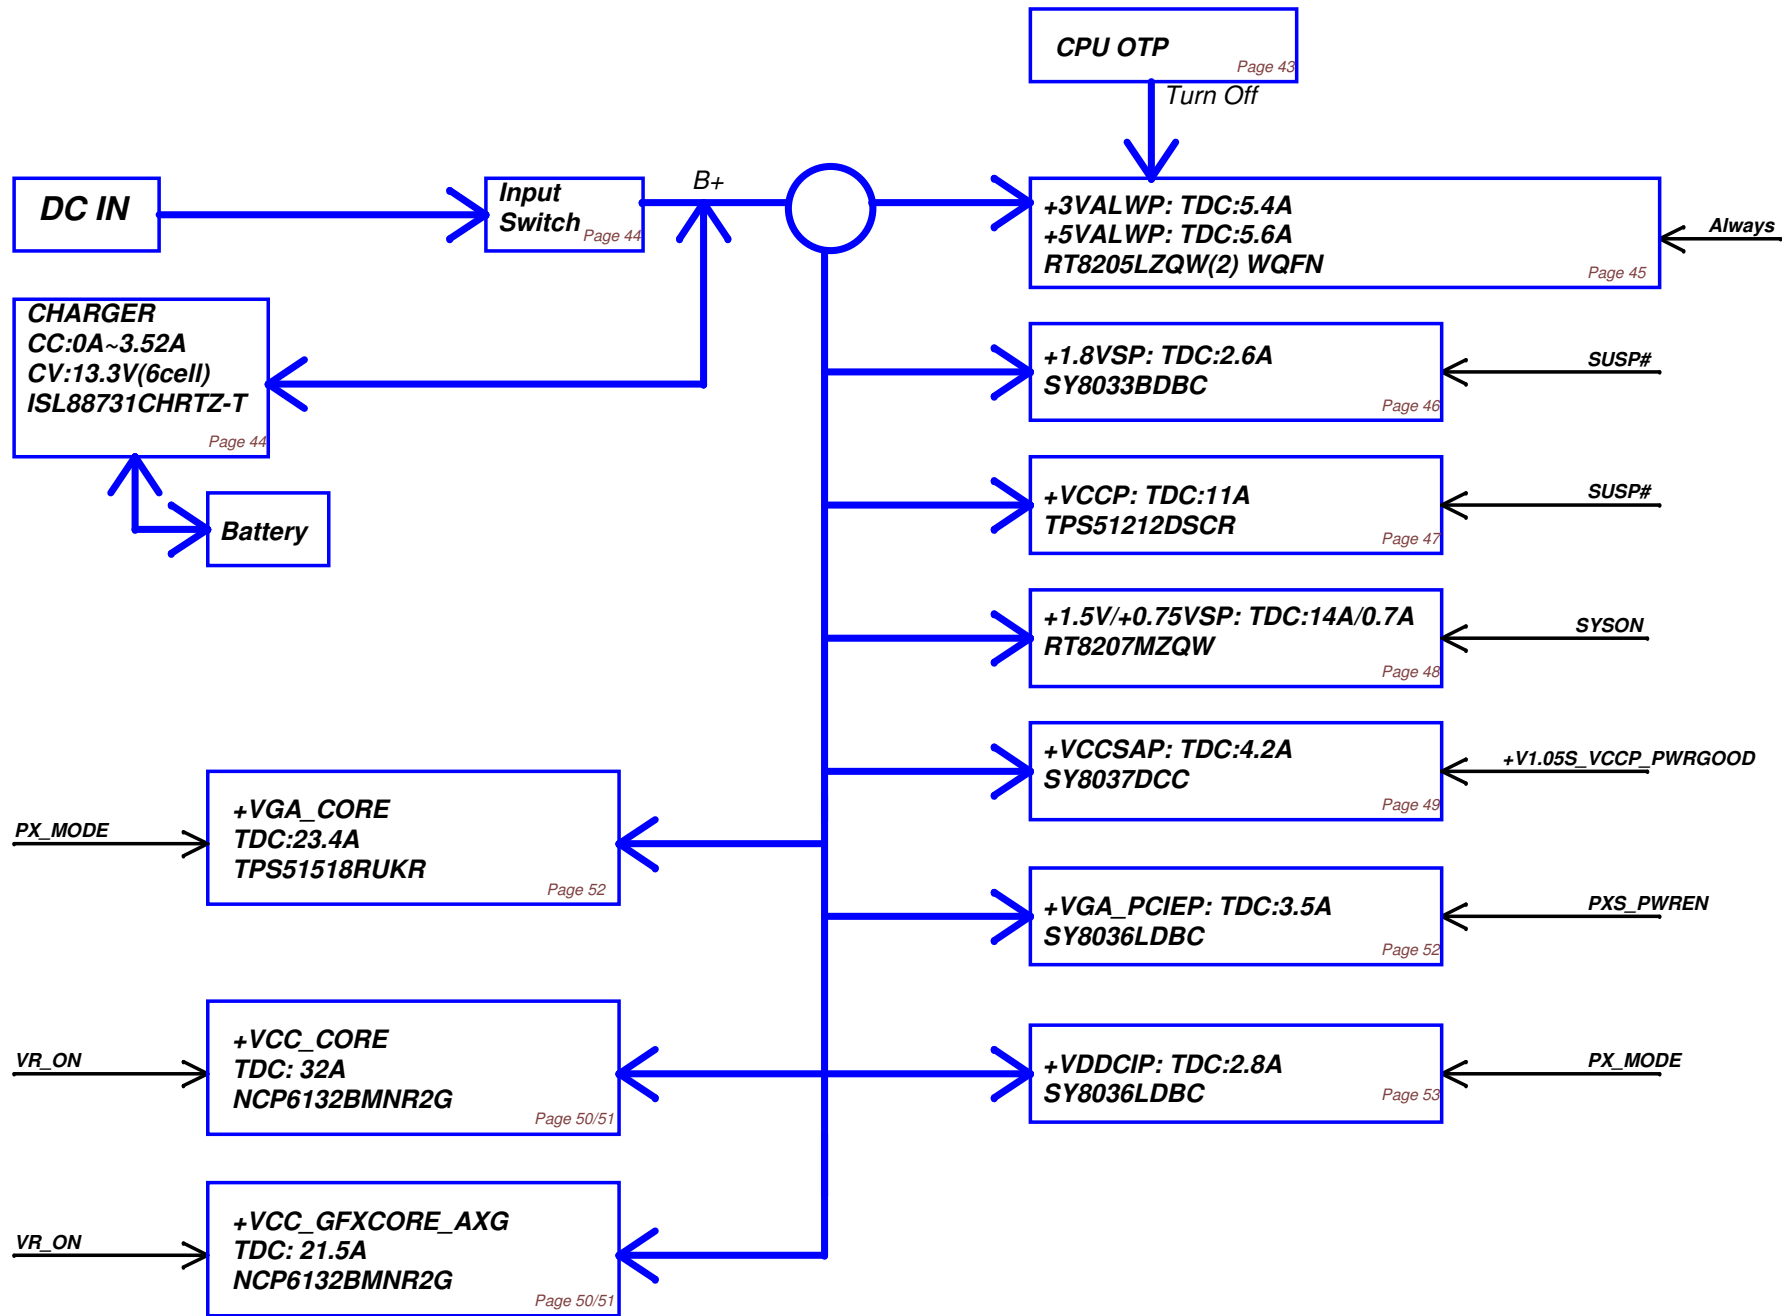 CPU OTP
Page 43
Turn Off
DC IN
Input
Switch
Page 44
B+
+3VALWP: TDC:5.4A
+5VALWP: TDC:5.6A
RT8205LZQW(2) WQFN
Page 45
Always
CHARGER
CC:0A~3.52A
CV:13.3V(6cell)
ISL88731CHRTZ-T
Page 44
Battery
+1.8VSP: TDC:2.6A
SY8033BDBC
Page 46
SUSP#
+VCCP: TDC:11A
TPS51212DSCR
Page 47
SUSP#
+1.5V/+0.75VSP: TDC:14A/0.7A
RT8207MZQW
Page 48
SYSON
+VCCSAP: TDC:4.2A
SY8037DCC
Page 49
+V1.05S_VCCP_PWRGOOD
PX_MODE
+VGA_CORE
TDC:23.4A
TPS51518RUKR
Page 52
+VGA_PCIEP: TDC:3.5A
SY8036LDBC
Page 52
PXS_PWREN
VR_ON
+VCC_CORE
TDC: 32A
NCP6132BMNR2G
Page 50/51
+VDDCIP: TDC:2.8A
SY8036LDBC
Page 53
PX_MODE
VR_ON
+VCC_GFXCORE_AXG
TDC: 21.5A
NCP6132BMNR2G
Page 50/51